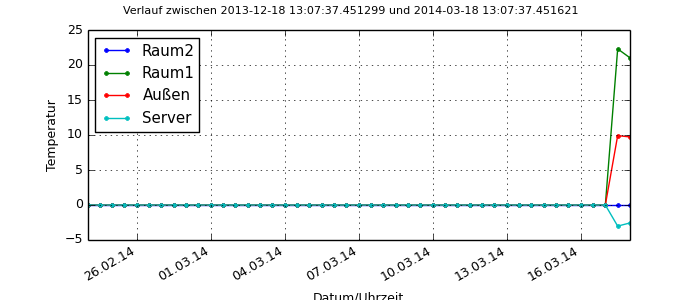 Verlauf zwischen 2013-12-18 13:07:37.451299 und 2014-03-18 13:07:37.451621
25
20
15
10
5
0
−5
Temperatur
Raum2
Raum1
Außen
Server
26.02.14
01.03.14
04.03.14
07.03.14
10.03.14
13.03.14
16.03.14
Datum/Uhrzeit